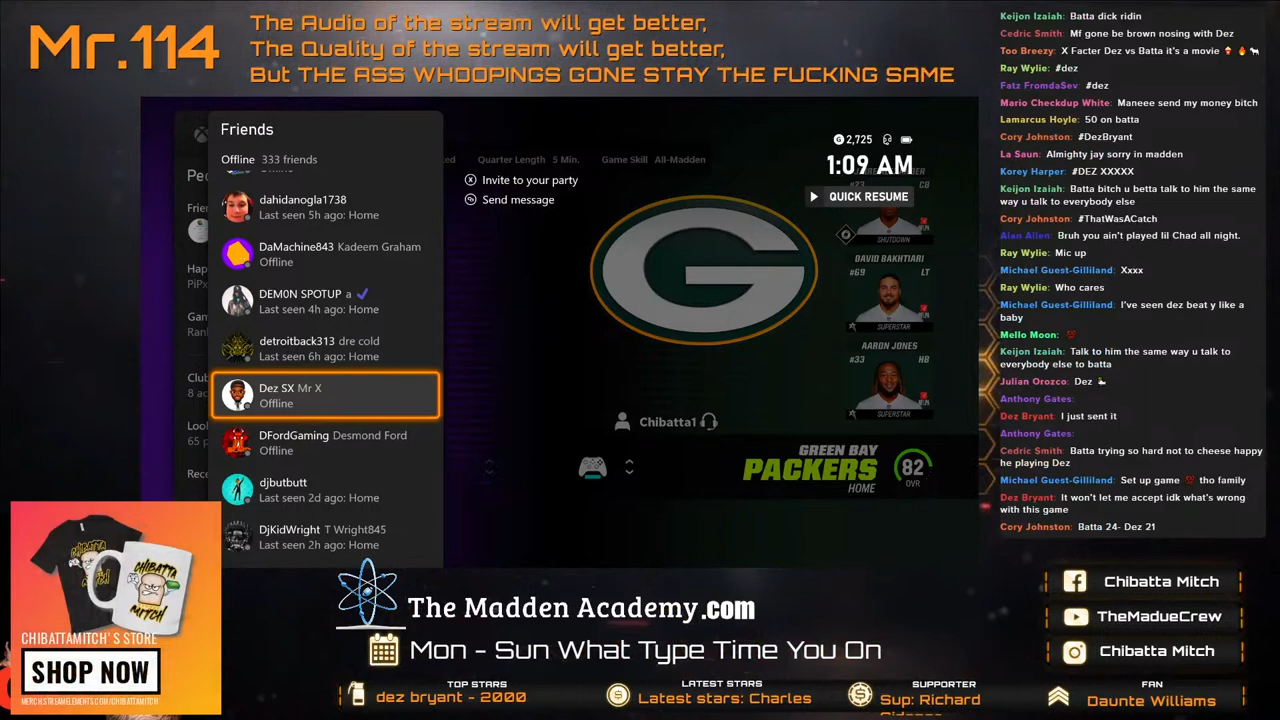 Mr.114
The Audio of the stream will get better,
The Quality of the stream will get better,
But THE ASS WHOOPINGS GONE STAY THE FUCKING SAME
Friends
Offline 333 friends
dahidanogla1738
Last seen 5h ago: Home
DaMachine843 Kadeem Graham
Offline
DEM0N SPOTUP a
Last seen 4h ago: Home
detroitback313 dre cold
Last seen 6h ago: Home
Dez SX Mr X
Offline
DFordGaming Desmond Ford
Offline
djbutbutt
Last seen 2d ago: Home
DjKidWright T Wright845
Last seen 2h ago: Home
Quarter Length 5 Min. Game Skill All-Madden
Invite to your party
Send message
G 2,725
1:09 AM
QUICK RESUME
#23 CB
SHUTDOWN
DAVID BAKHTIARI
#69 LT
SUPERSTAR
AARON JONES
#33 HB
SUPERSTAR
Chibatta1
GREEN BAY
PACKERS
HOME
82
OVR
Keijon Izaiah: Batta dick ridin
Cedric Smith: Mf gone be brown nosing with Dez
Too Breezy: X Facter Dez vs Batta it's a movie 🍿 🔥 🐐
Ray Wylie: #dez
Fatz FromdaSev: #dez
Mario Checkdup White: Maneee send my money bitch
Lamarcus Hoyle: 50 on batta
Cory Johnston: #DezBryant
La Saun: Almighty jay sorry in madden
Korey Harper: #DEZ XXXXX
Keijon Izaiah: Batta bitch u betta talk to him the same
way u talk to everybody else
Cory Johnston: #ThatWasACatch
Alan Allen: Bruh you ain't played lil Chad all night.
Ray Wylie: Mic up
Michael Guest-Gilliland: Xxxx
Ray Wylie: Who cares
Michael Guest-Gilliland: I've seen dez beat y like a
baby
Mello Moon: 💯
Keijon Izaiah: Talk to him the same way u talk to
everybody else to batta
Julian Orozco: Dez
Anthony Gates:
Dez Bryant: I just sent it
Anthony Gates:
Cedric Smith: Batta trying so hard not to cheese happy
he playing Dez
Michael Guest-Gilliland: Set up game 💯 tho family
Dez Bryant: It won't let me accept idk what's wrong
with this game
Cory Johnston: Batta 24- Dez 21
CHIBATTA
MITCH
CHIBATTAMITCH'S STORE
SHOP NOW
MERCH.STREAMELEMENTS.COM/CHIBATTAMITCH
The Madden Academy.com
Mon - Sun What Type Time You On
Chibatta Mitch
TheMadueCrew
Chibatta Mitch
TOP STARS
dez bryant - 2000
LATEST STARS
Latest stars: Charles
SUPPORTER
Sup: Richard
FAN
Daunte Williams